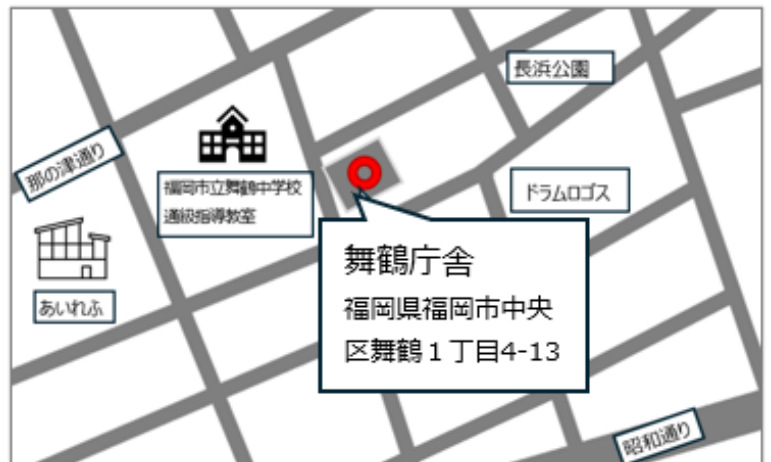 長浜公園
那の津通り
福岡市立舞鶴中学校
通級指導教室
ドラムロゴス
あいれふ
舞鶴庁舎
福岡県福岡市中央
区舞鶴１丁目4-13
昭和通り